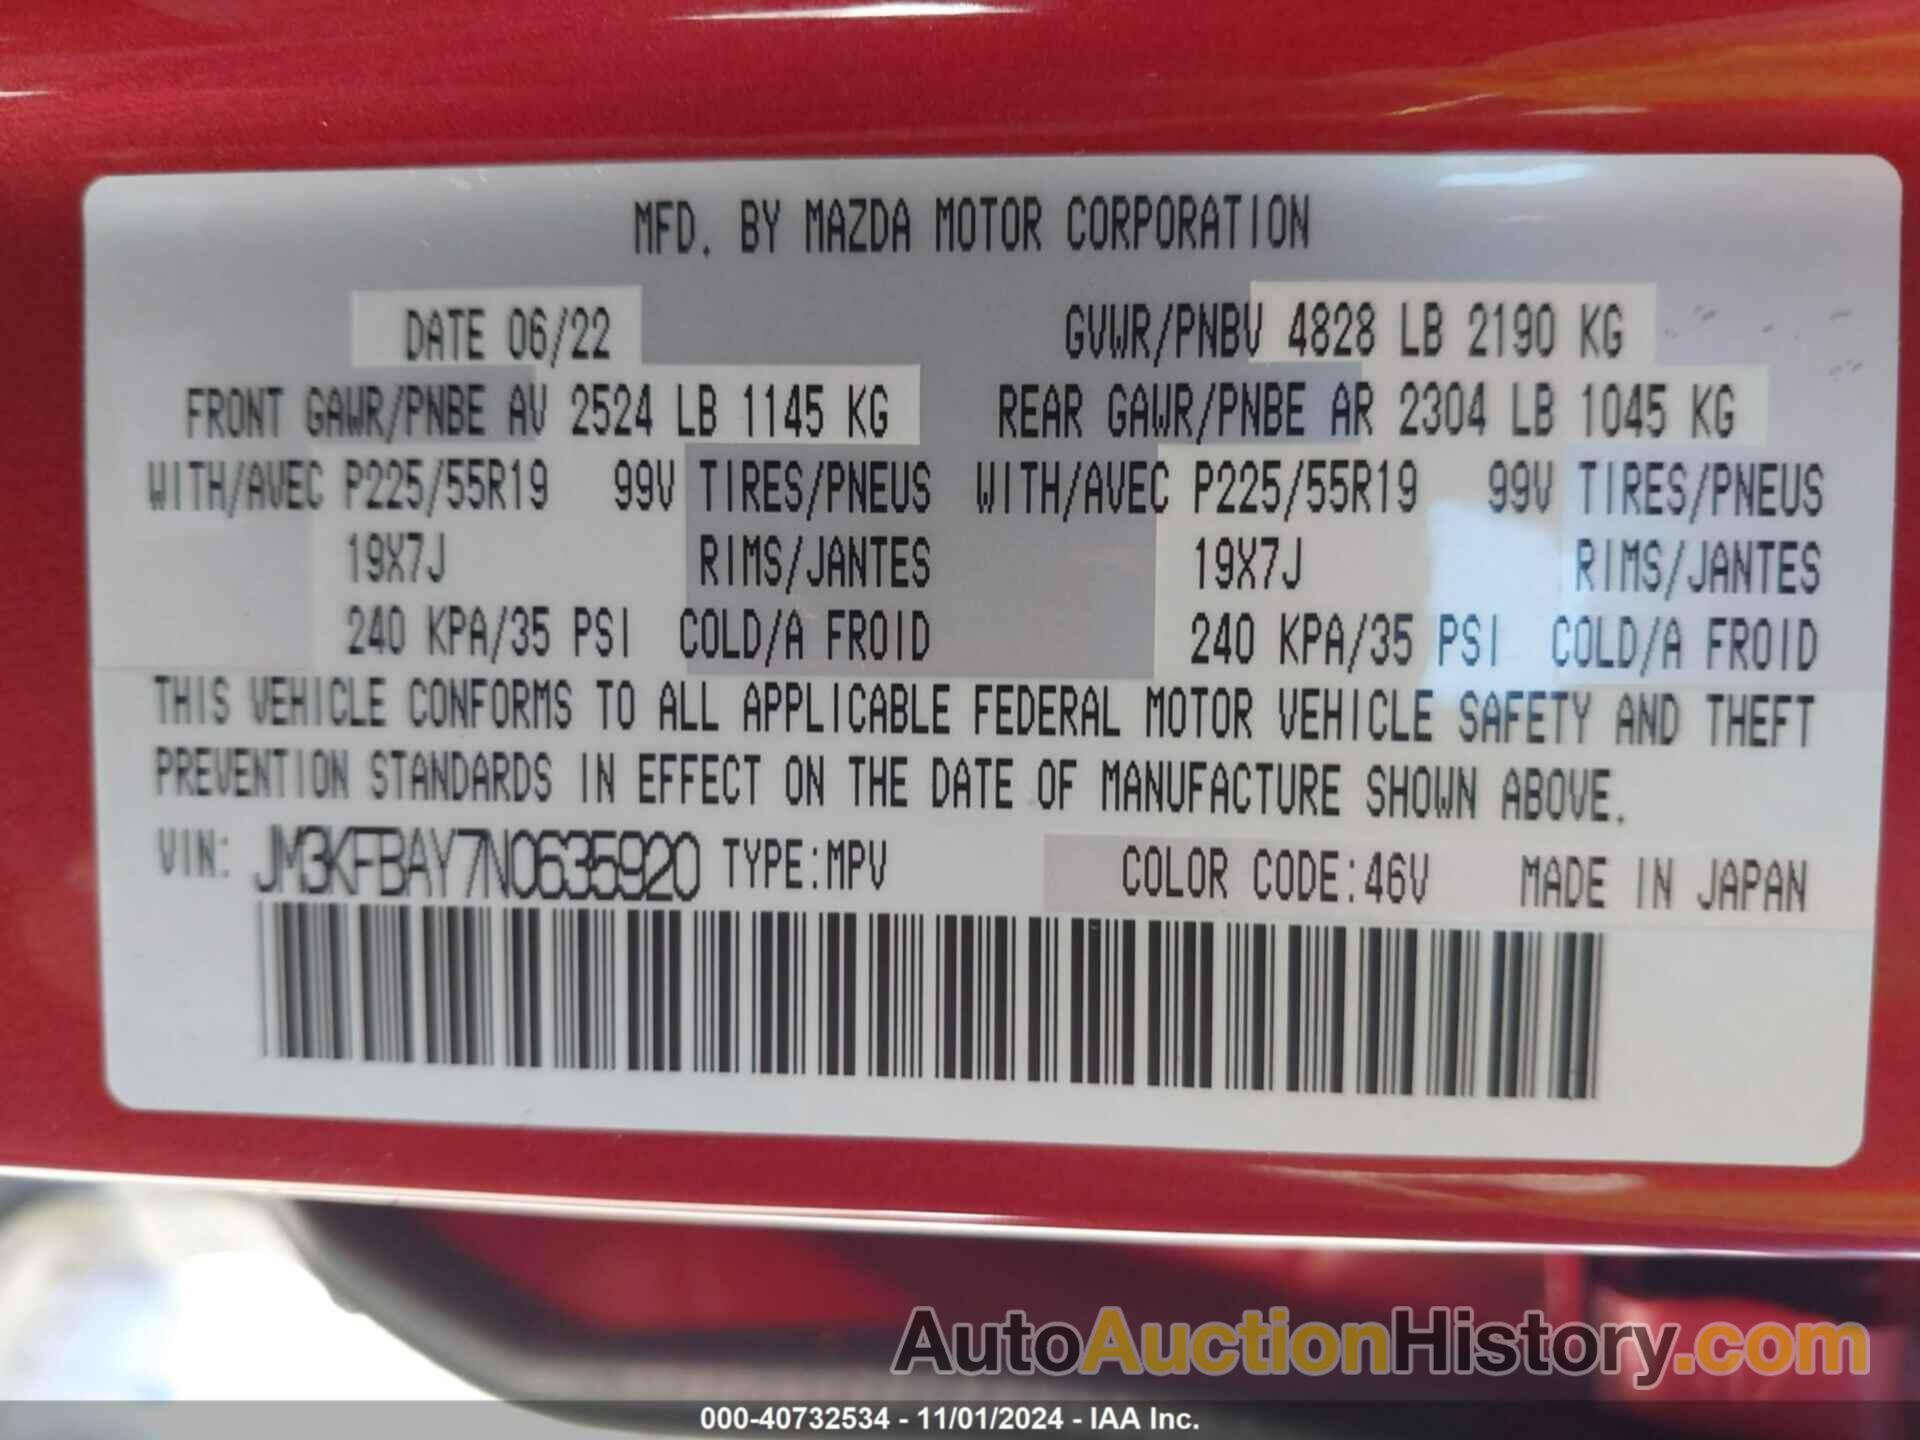 MFD. BY MAZDA MOTOR CORPORATION
DATE 06/22 GVWR/PNBV 4828 LB 2190 KG
FRONT GAWR/PNBE AV 2524 LB 1145 KG REAR GAWR/PNBE AR 2304 LB 1045 KG
WITH/AVEC P225/55R19 99V TIRES/PNEUS WITH/AVEC P225/55R19 99V TIRES/PNEUS
19X7J RIMS/JANTES 19X7J RIMS/JANTES
240 KPA/35 PSI COLD/A FROID 240 KPA/35 PSI COLD/A FROID
THIS VEHICLE CONFORMS TO ALL APPLICABLE FEDERAL MOTOR VEHICLE SAFETY AND THEFT
PREVENTION STANDARDS IN EFFECT ON THE DATE OF MANUFACTURE SHOWN ABOVE.
VIN: JM3KFBAY7N0635920 TYPE:MPV COLOR CODE:46V MADE IN JAPAN
AutoAuctionHistory.com
000-40732534 - 11/01/2024 - IAA Inc.